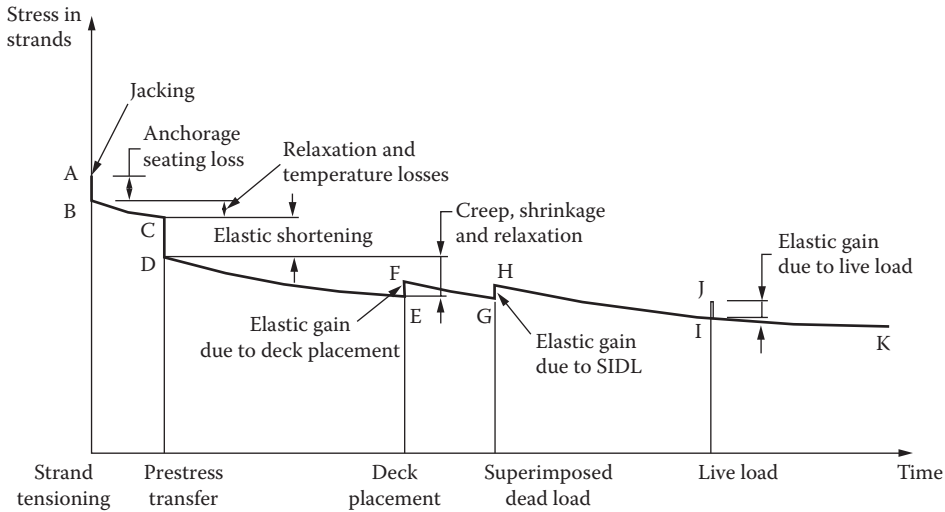 Stress in
strands
Jacking
Anchorage
seating loss
Relaxation and
temperature losses
A
B
C
Elastic shortening
Creep, shrinkage
and relaxation
Elastic gain
due to live load
D
F
H
E
G
J
I
K
Elastic gain
due to deck placement
Elastic gain
due to SIDL
Strand
tensioning
Prestress
transfer
Deck
placement
Superimposed
dead load
Live load
Time